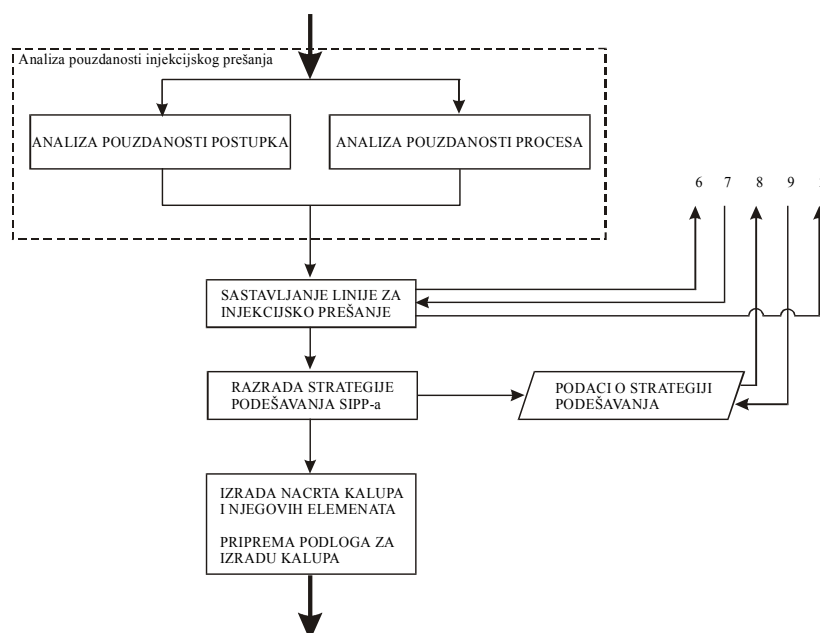 Analiza pouzdanosti injekcijskog prešanja
ANALIZA POUZDANOSTI POSTUPKA
ANALIZA POUZDANOSTI PROCESA
6 7 8 9
SASTAVLJANJE LINIJE ZA
INJEKCIJSKO PREŠANJE
RAZRADA STRATEGIJE
PODEŠAVANJA SIPP-a
PODACI O STRATEGIJI
PODEŠAVANJA
IZRADA NACRTA KALUPA
I NJEGOVIH ELEMENATA
PRIPREMA PODLOGA ZA
IZRADU KALUPA